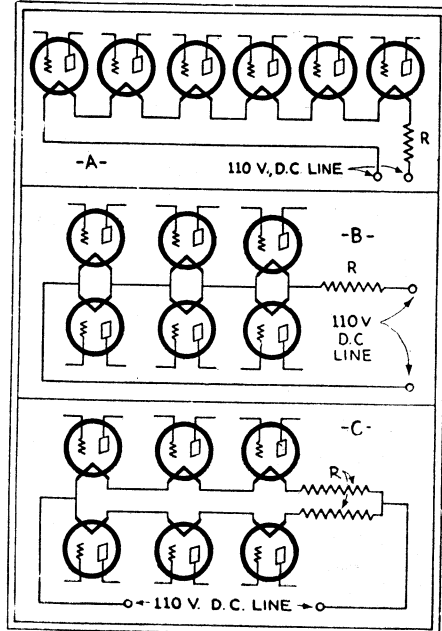 R
-A-
110 V., D.C. LINE
-B-
R
110 V
D.C
LINE
-C-
R
110 V. D.C. LINE